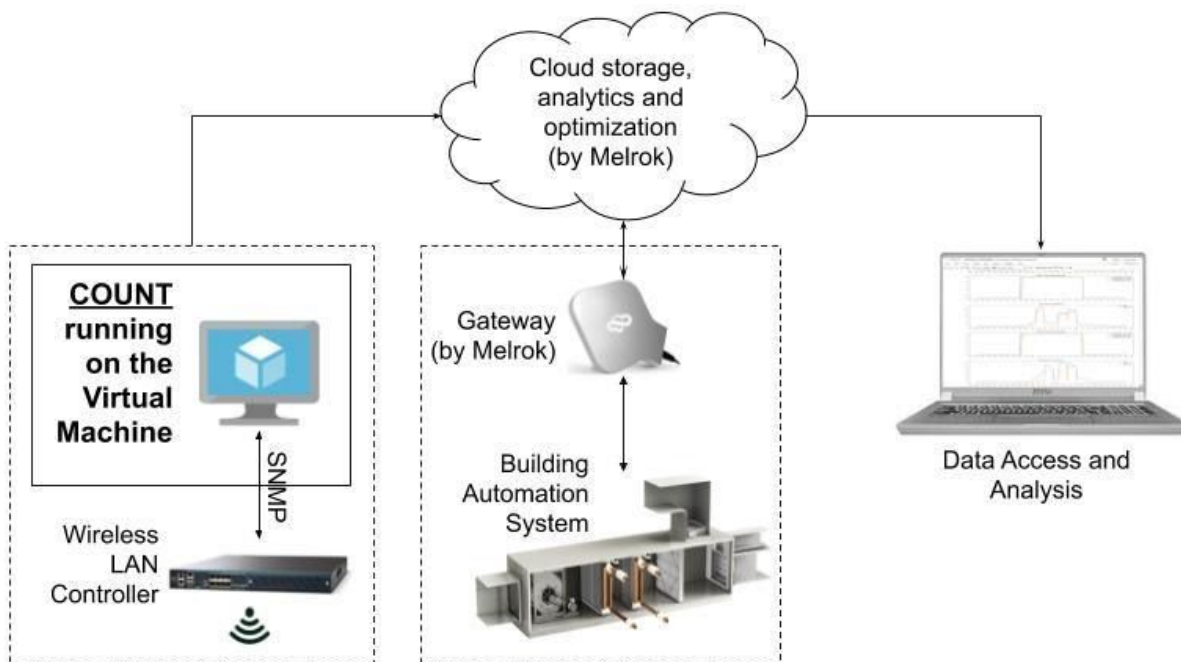 Cloud storage,
analytics and
optimization
(by Melrok)
COUNT
running
on the
Virtual
Machine
SNMP
Wireless
LAN
Controller
Gateway
(by Melrok)
Building
Automation
System
Data Access and
Analysis